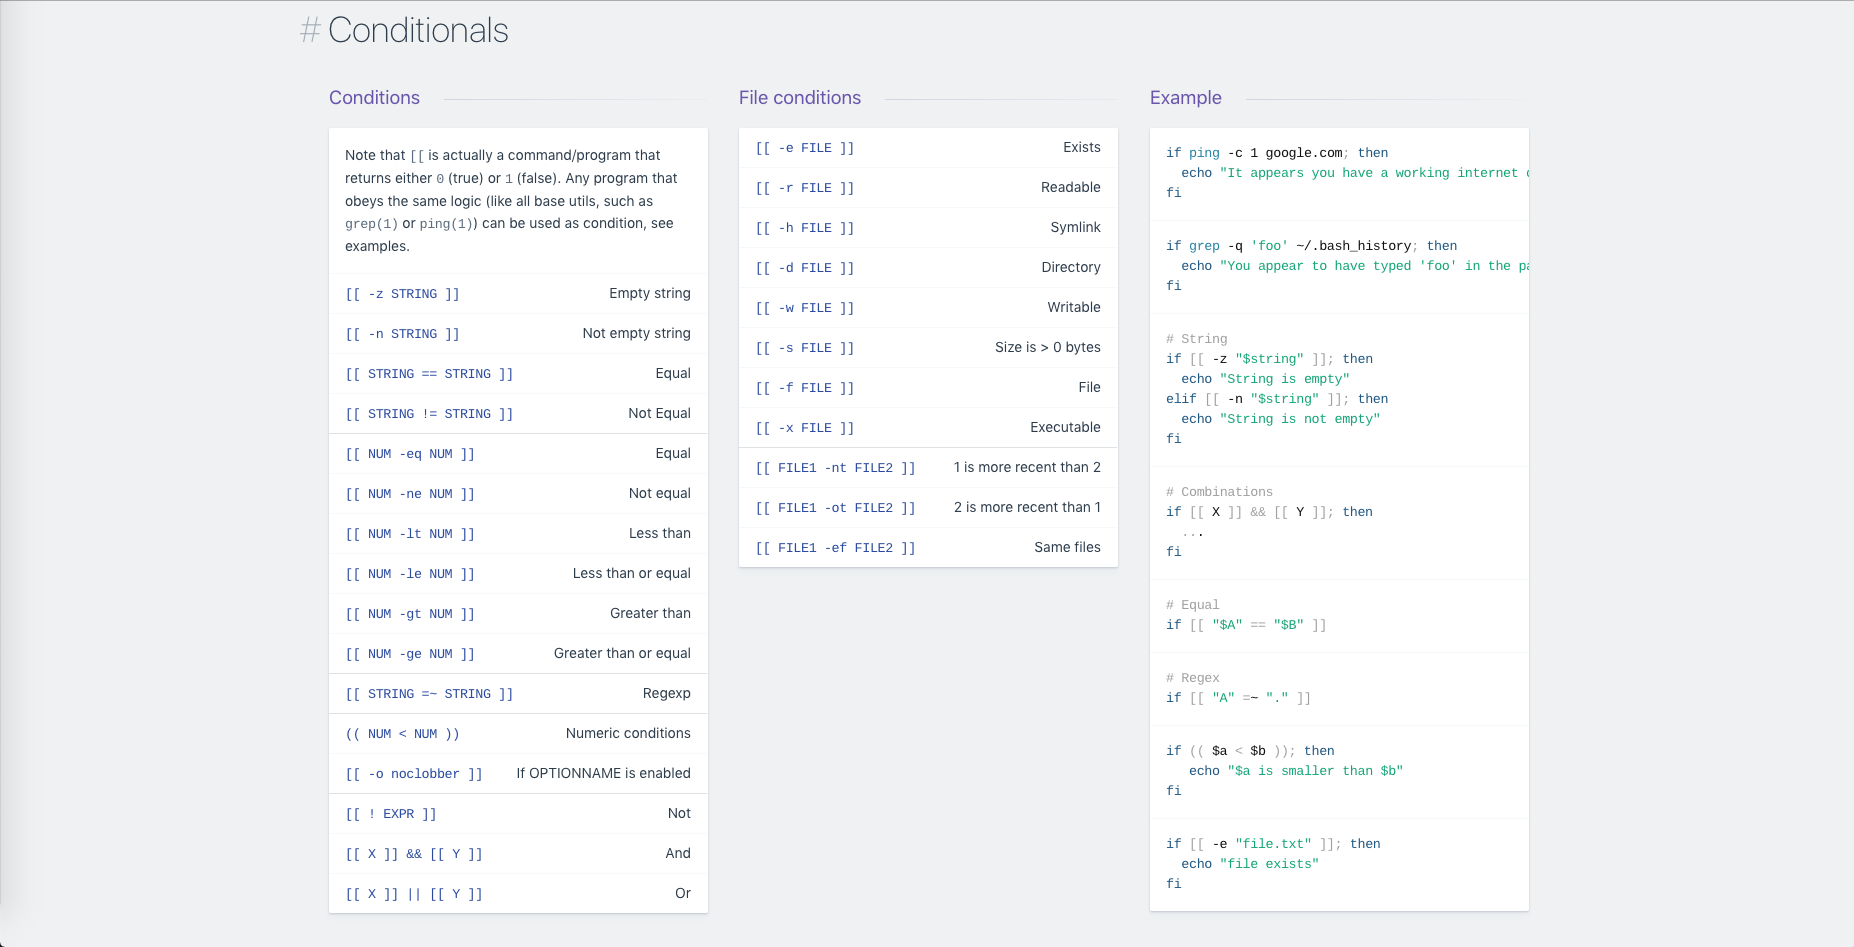 # Conditionals
Conditions
Note that [[ is actually a command/program that
returns either 0 (true) or 1 (false). Any program that
obeys the same logic (like all base utils, such as
grep(1) or ping(1)) can be used as condition, see
examples.
[[ -z STRING ]] Empty string
[[ -n STRING ]] Not empty string
[[ STRING == STRING ]] Equal
[[ STRING != STRING ]] Not Equal
[[ NUM -eq NUM ]] Equal
[[ NUM -ne NUM ]] Not equal
[[ NUM -lt NUM ]] Less than
[[ NUM -le NUM ]] Less than or equal
[[ NUM -gt NUM ]] Greater than
[[ NUM -ge NUM ]] Greater than or equal
[[ STRING =~ STRING ]] Regexp
(( NUM < NUM )) Numeric conditions
[[ -o noclobber ]] If OPTIONNAME is enabled
[[ ! EXPR ]] Not
[[ X ]] && [[ Y ]] And
[[ X ]] || [[ Y ]] Or
File conditions
[[ -e FILE ]] Exists
[[ -r FILE ]] Readable
[[ -h FILE ]] Symlink
[[ -d FILE ]] Directory
[[ -w FILE ]] Writable
[[ -s FILE ]] Size is > 0 bytes
[[ -f FILE ]] File
[[ -x FILE ]] Executable
[[ FILE1 -nt FILE2 ]] 1 is more recent than 2
[[ FILE1 -ot FILE2 ]] 2 is more recent than 1
[[ FILE1 -ef FILE2 ]] Same files
Example
if ping -c 1 google.com; then
  echo "It appears you have a working internet
fi
if grep -q 'foo' ~/.bash_history; then
  echo "You appear to have typed 'foo' in the
fi
# String
if [[ -z "$string" ]]; then
  echo "String is empty"
elif [[ -n "$string" ]]; then
  echo "String is not empty"
fi
# Combinations
if [[ X ]] && [[ Y ]]; then
  ...
fi
# Equal
if [[ "$A" == "$B" ]]
# Regex
if [[ "A" =~ "." ]]
if (( $a < $b )); then
   echo "$a is smaller than $b"
fi
if [[ -e "file.txt" ]]; then
  echo "file exists"
fi